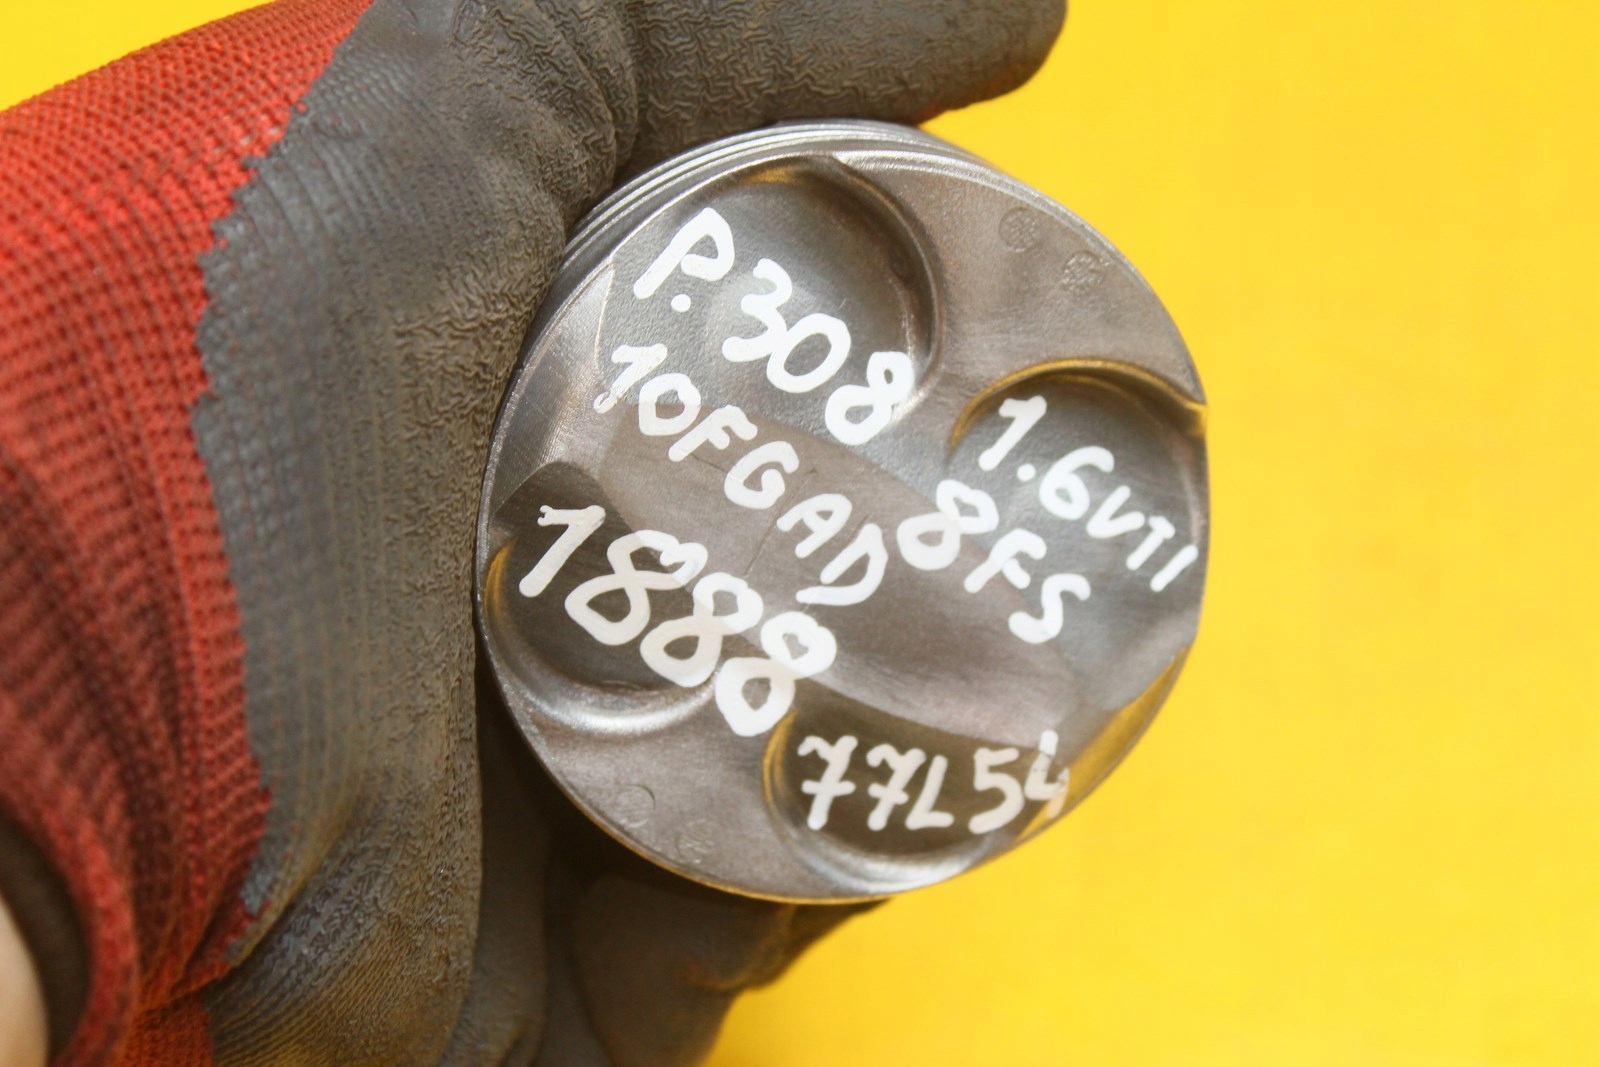 P.308
1.6VTI
10FGAD
8FS
1888
77L54